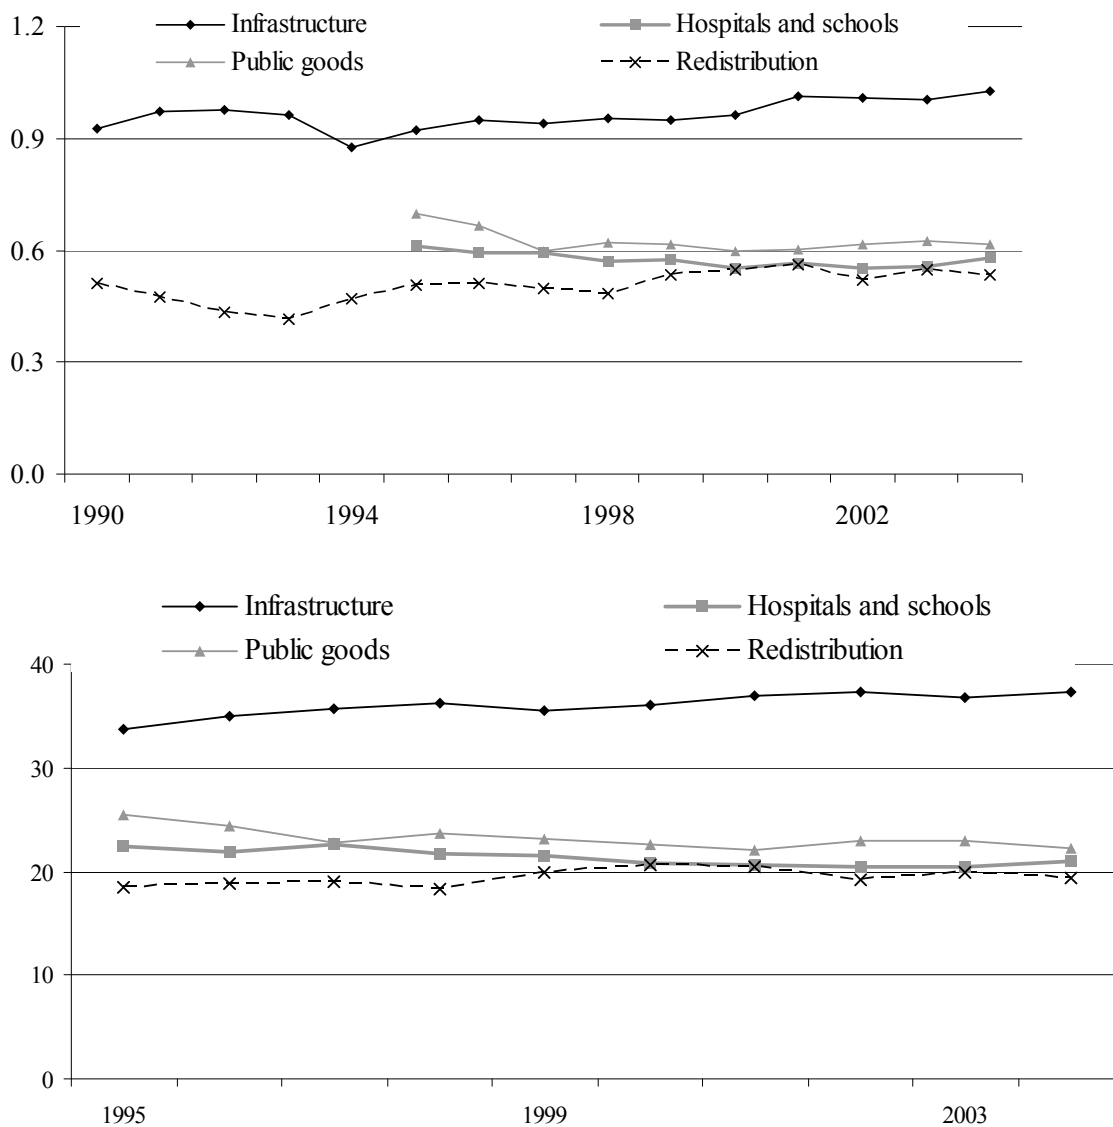 1.2
Infrastructure Hospitals and schools
Public goods Redistribution
0.9
0.6
0.3
0.0
1990 1994 1998 2002
Infrastructure Hospitals and schools
Public goods Redistribution
40
30
20
10
0
1995 1999 2003